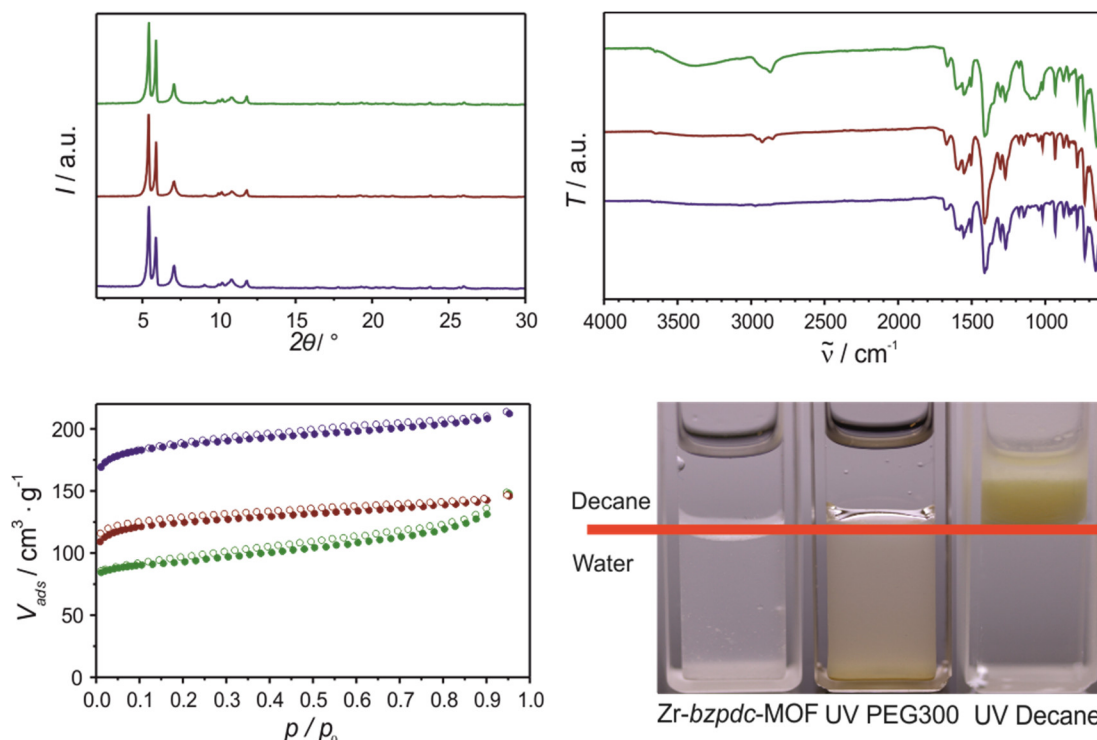 I / a.u.
5 10 15 20 25 30
2θ/ °
T / a.u.
4000 3500 3000 2500 2000 1500 1000
ṽ / cm⁻¹
200
150
100
50
0
V_ads / cm³ · g⁻¹
0.0 0.1 0.2 0.3 0.4 0.5 0.6 0.7 0.8 0.9 1.0
p / p₀
Decane
Water
Zr-bzpdc-MOF UV PEG300 UV Decane